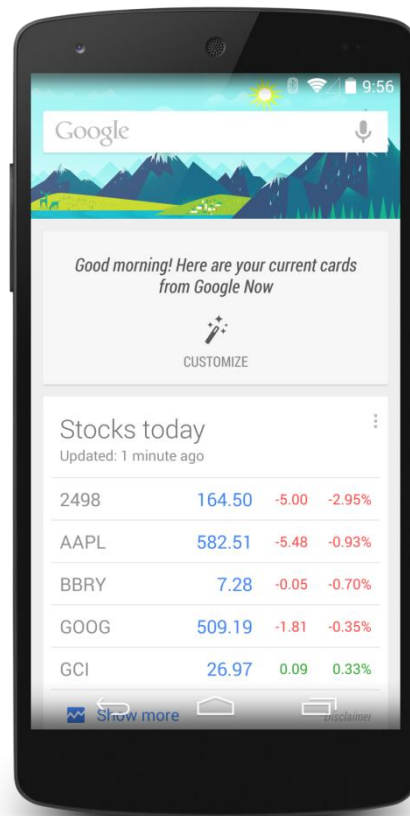 9:56
Google
Good morning! Here are your current cards
from Google Now
CUSTOMIZE
Stocks today
Updated: 1 minute ago
2498 164.50 -5.00 -2.95%
AAPL 582.51 -5.48 -0.93%
BBRY 7.28 -0.05 -0.70%
GOOG 509.19 -1.81 -0.35%
GCI 26.97 0.09 0.33%
Show more Disclaimer